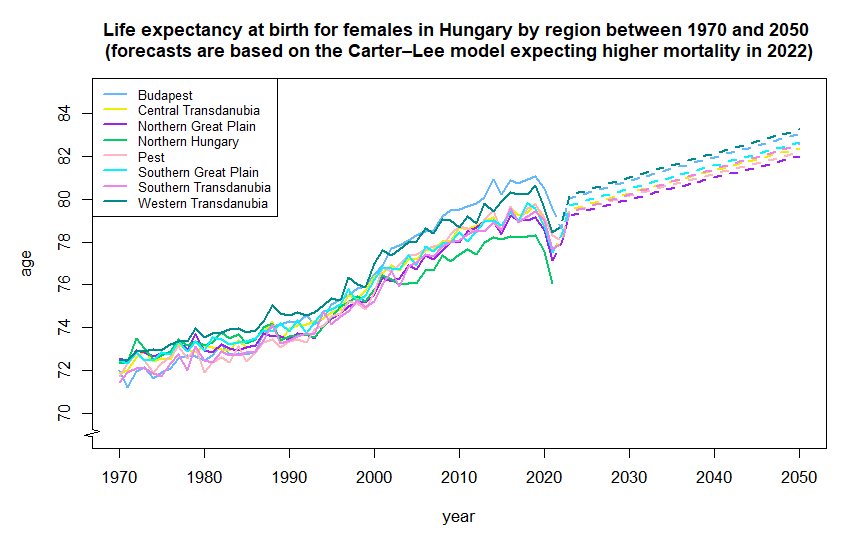 Life expectancy at birth for females in Hungary by region between 1970 and 2050
(forecasts are based on the Carter–Lee model expecting higher mortality in 2022)
Budapest
Central Transdanubia
Northern Great Plain
Northern Hungary
Pest
Southern Great Plain
Southern Transdanubia
Western Transdanubia
84
82
80
78
76
74
72
70
age
1970 1980 1990 2000 2010 2020 2030 2040 2050
year